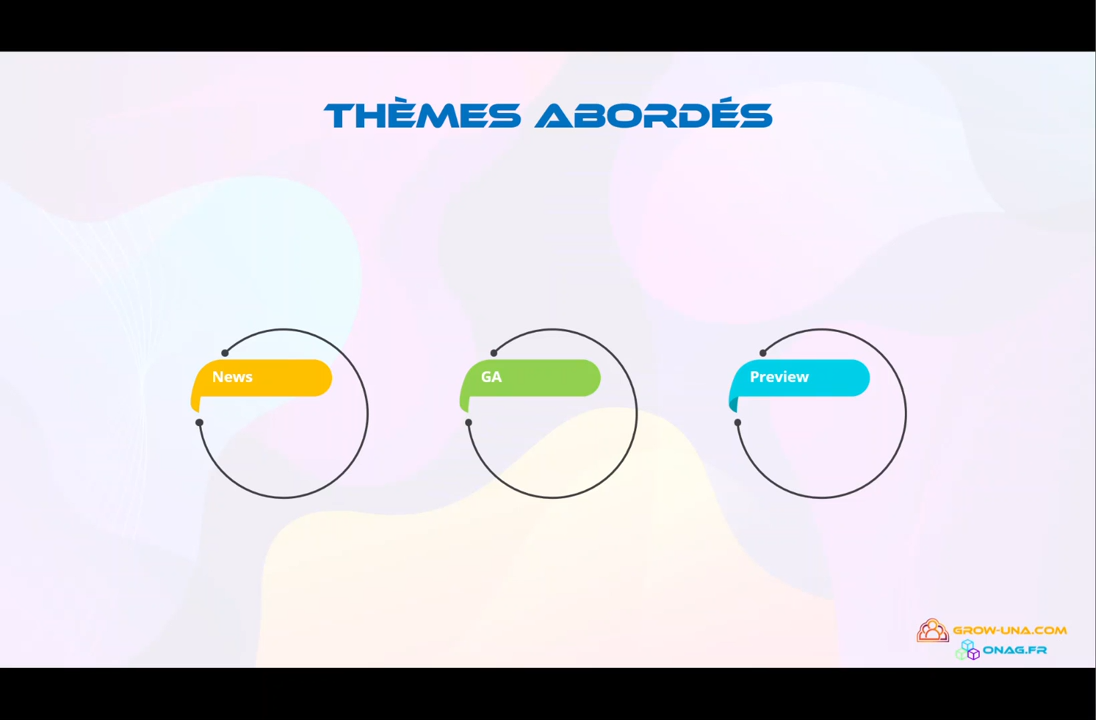 THÈMES ABORDÉS
News
GA
Preview
GROW-UNA.COM
ONAG.FR